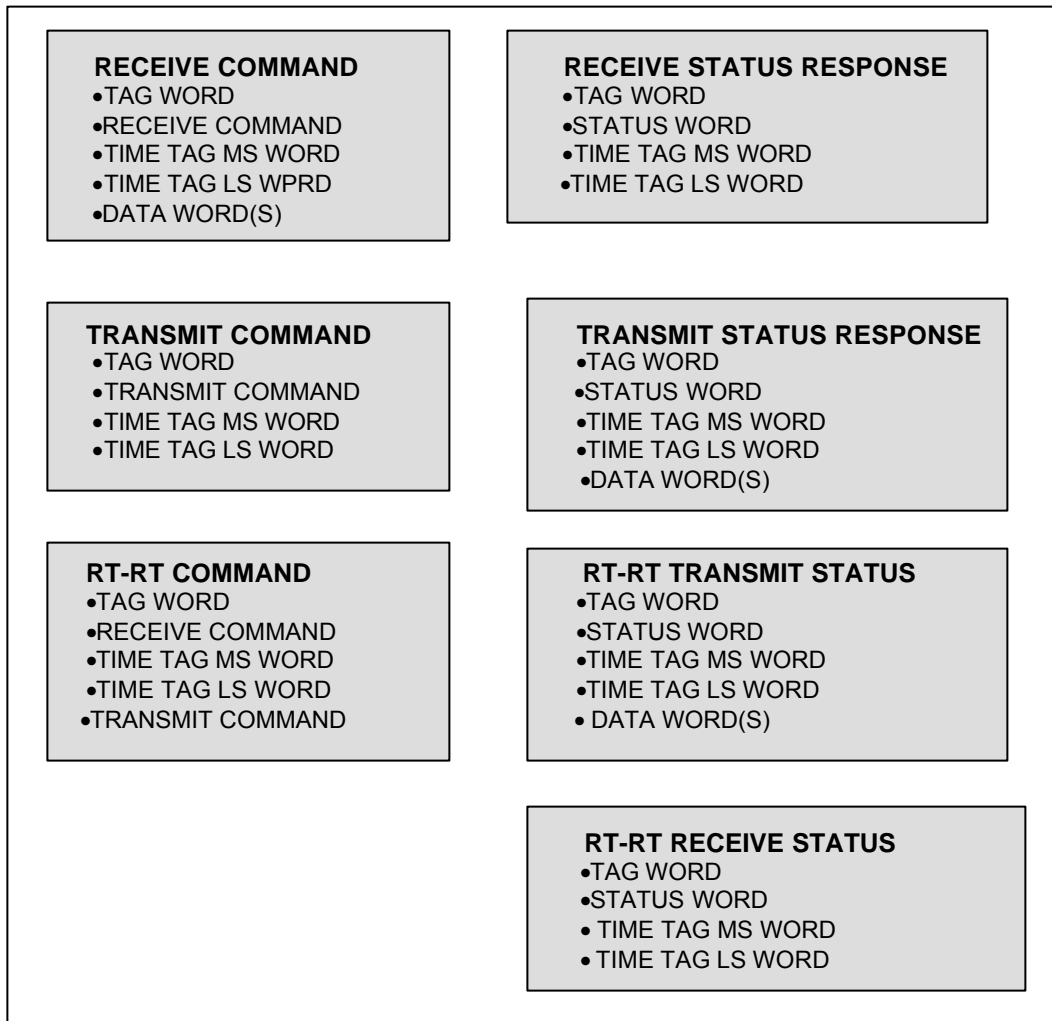 RECEIVE COMMAND
•TAG WORD
•RECEIVE COMMAND
•TIME TAG MS WORD
•TIME TAG LS WPRD
•DATA WORD(S)
RECEIVE STATUS RESPONSE
•TAG WORD
•STATUS WORD
•TIME TAG MS WORD
•TIME TAG LS WORD
TRANSMIT COMMAND
•TAG WORD
•TRANSMIT COMMAND
•TIME TAG MS WORD
•TIME TAG LS WORD
TRANSMIT STATUS RESPONSE
•TAG WORD
•STATUS WORD
•TIME TAG MS WORD
•TIME TAG LS WORD
•DATA WORD(S)
RT-RT COMMAND
•TAG WORD
•RECEIVE COMMAND
•TIME TAG MS WORD
•TIME TAG LS WORD
•TRANSMIT COMMAND
RT-RT TRANSMIT STATUS
•TAG WORD
•STATUS WORD
•TIME TAG MS WORD
•TIME TAG LS WORD
• DATA WORD(S)
RT-RT RECEIVE STATUS
•TAG WORD
•STATUS WORD
• TIME TAG MS WORD
• TIME TAG LS WORD